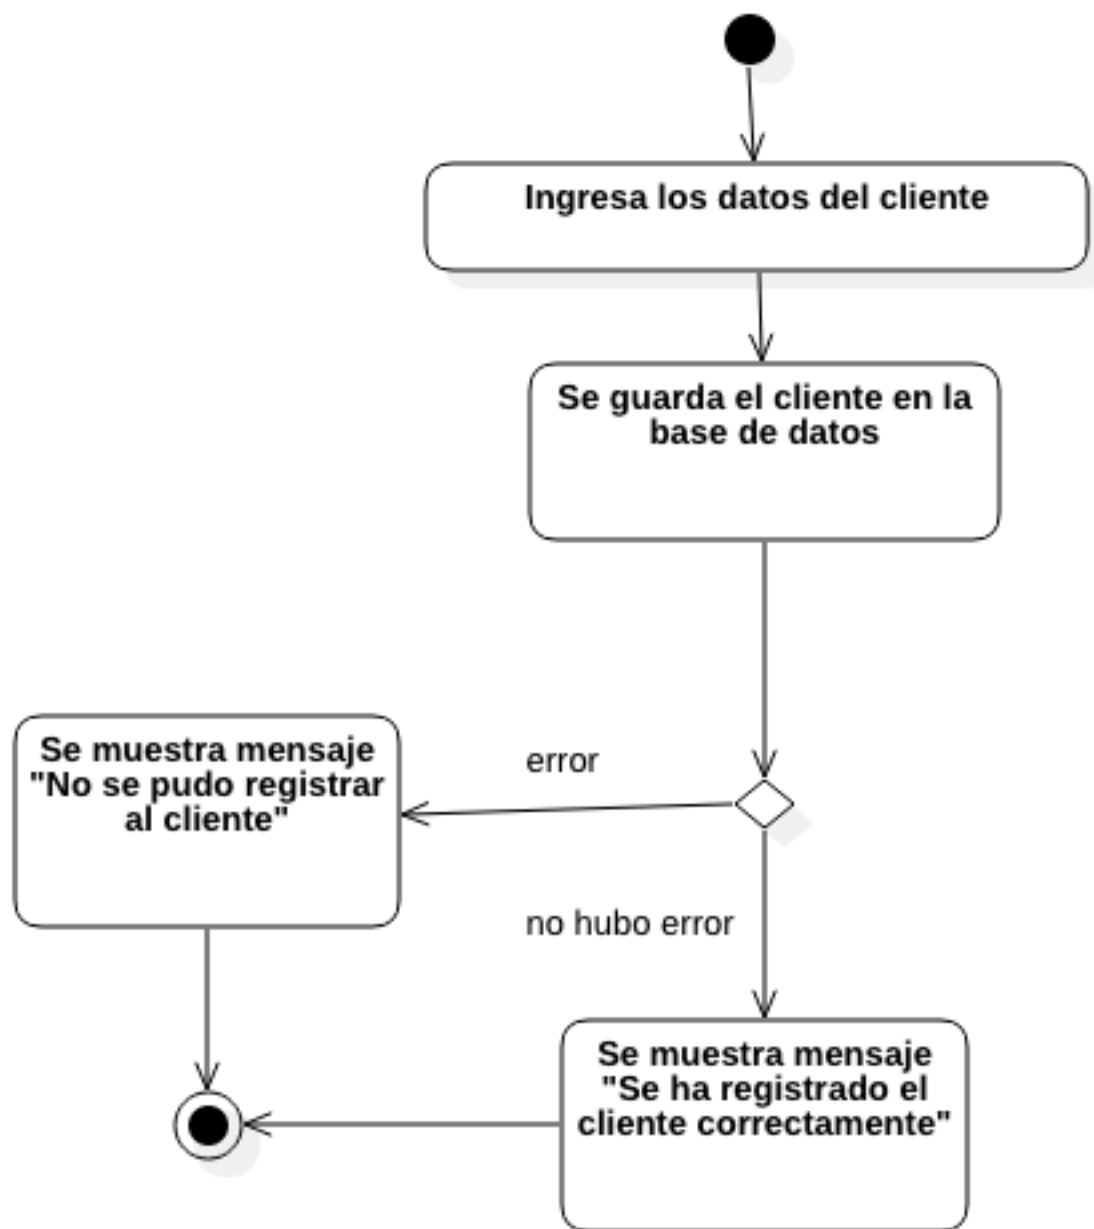 Ingresa los datos del cliente
Se guarda el cliente en la
base de datos
Se muestra mensaje
"No se pudo registrar
al cliente"
error
no hubo error
Se muestra mensaje
"Se ha registrado el
cliente correctamente"